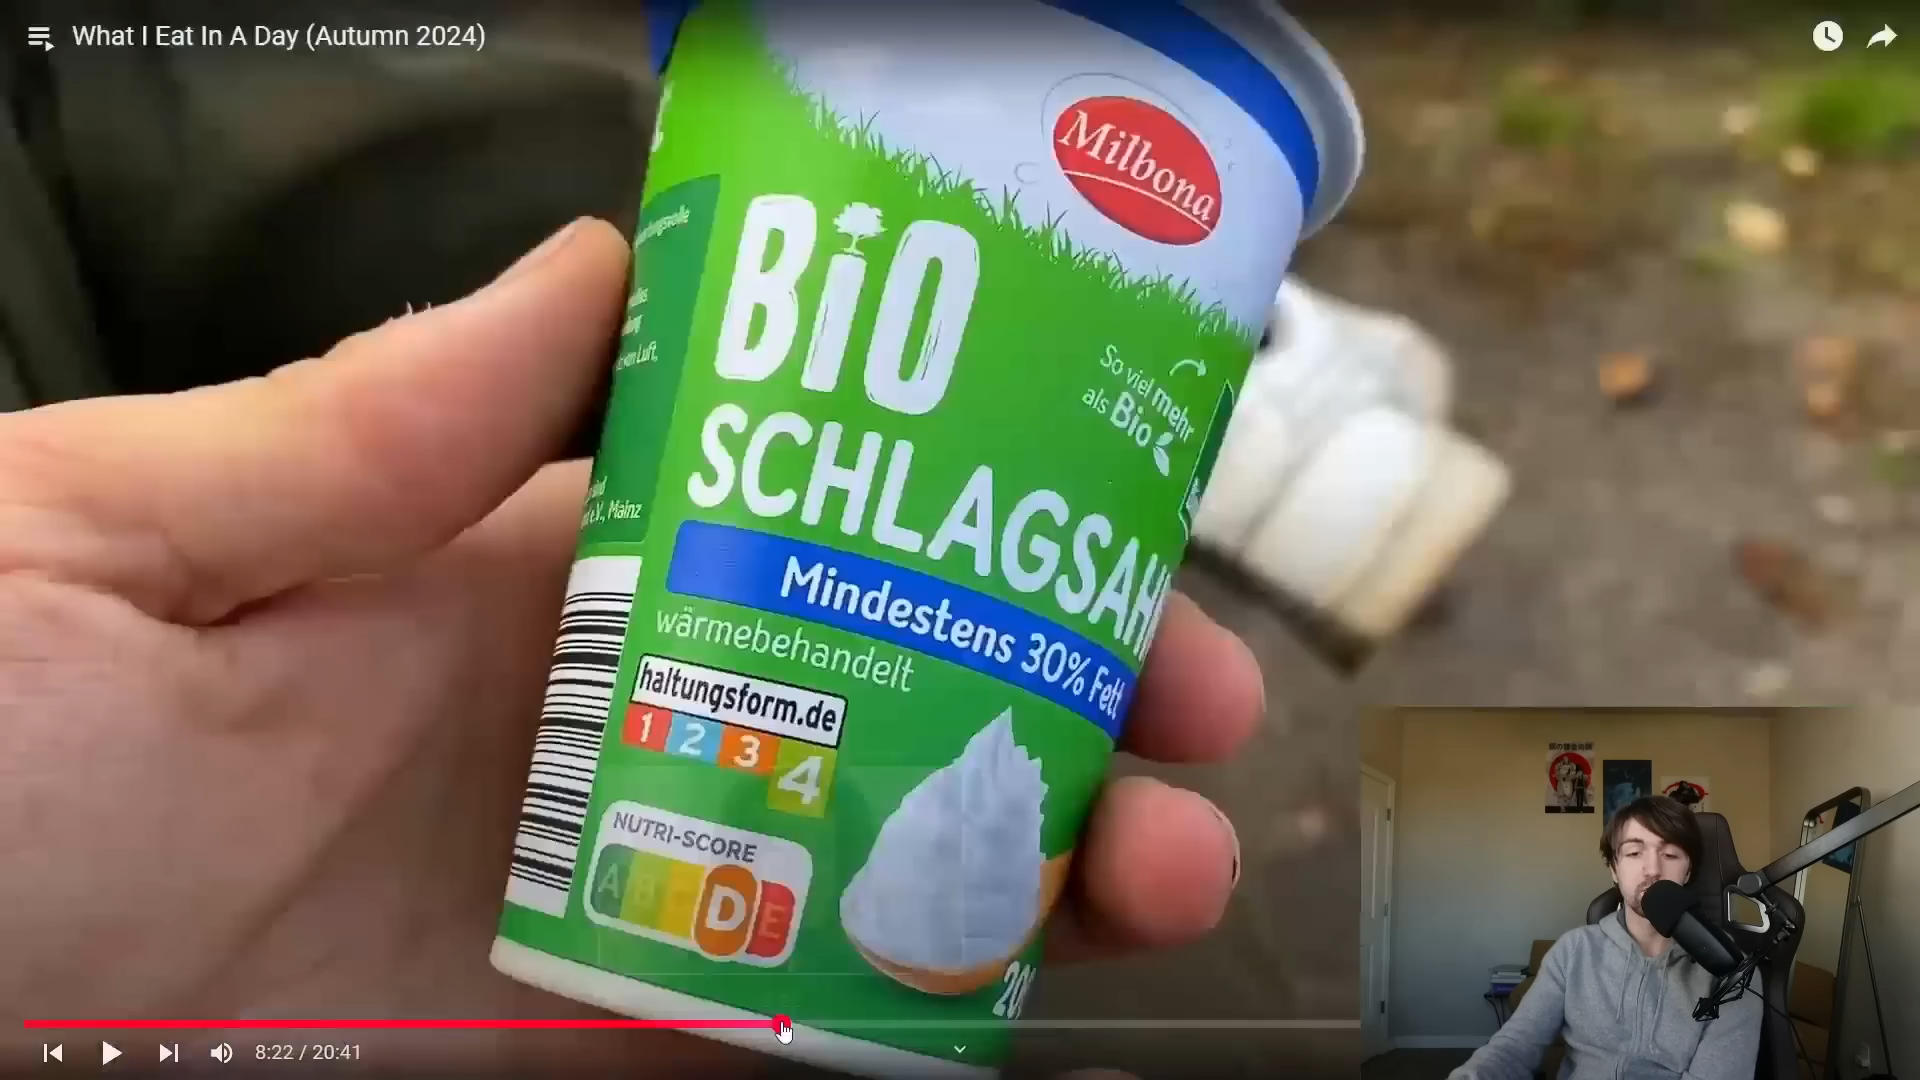 What I Eat In A Day (Autumn 2024)
Milbona
BiO
So viel mehr
als Bio
SCHLAGSAH
Mindestens 30% Fett
wärmebehandelt
haltungsform.de
1 2 3 4
NUTRI-SCORE
A B C D E
e.V., Mainz
8:22 / 20:41